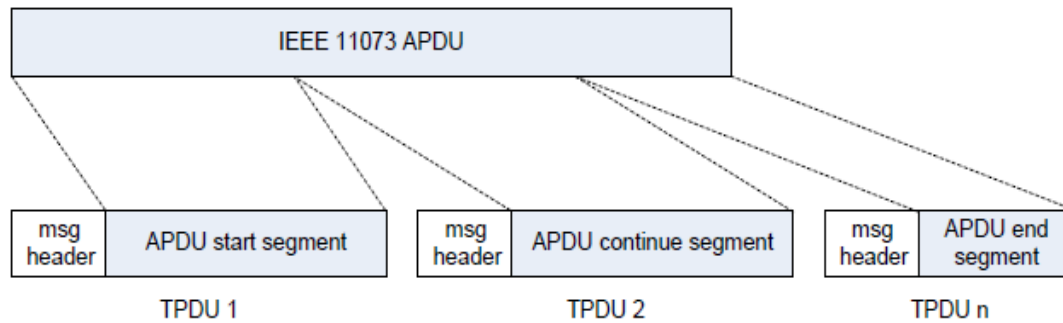 IEEE 11073 APDU
msg
header
APDU start segment
msg
header
APDU continue segment
msg
header
APDU end
segment
TPDU 1
TPDU 2
TPDU n